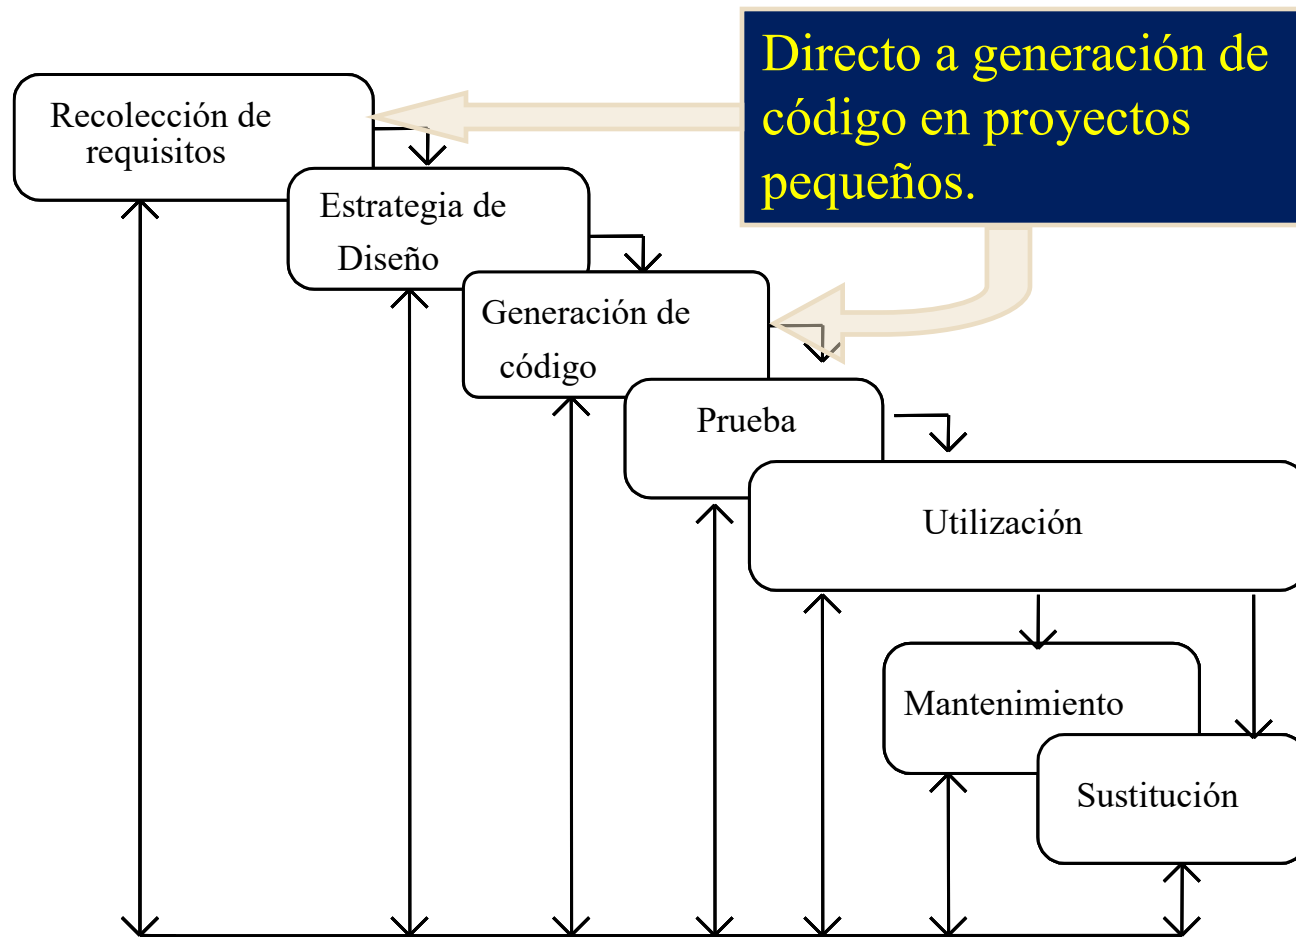 Directo a generación de
código en proyectos
pequeños.
Recolección de
requisitos
Estrategia de
Diseño
Generación de
código
Prueba
Utilización
Mantenimiento
Sustitución